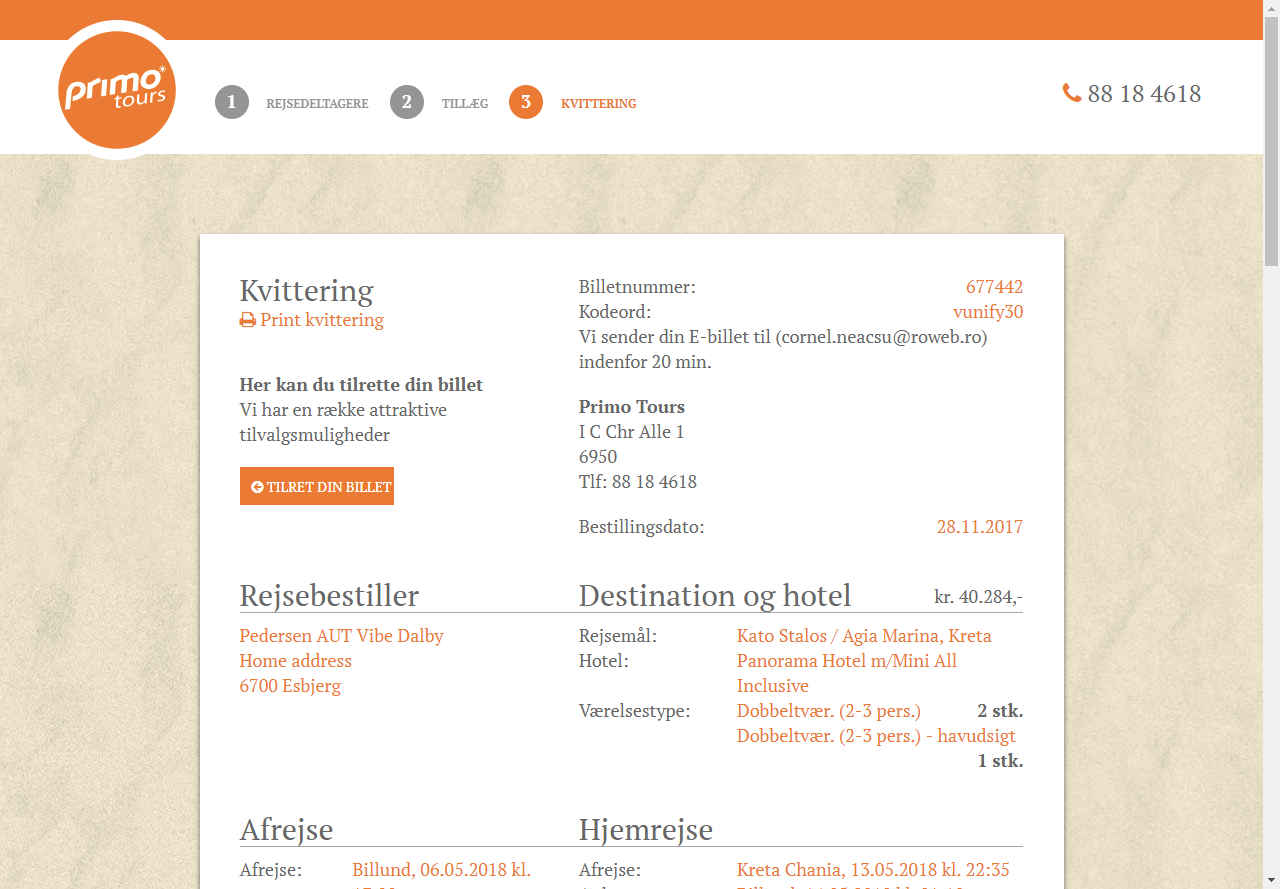 primo
tours
1 REJSEDELTAGERE 2 TILLÆG 3 KVITTERING
88 18 4618
Kvittering
Print kvittering
Her kan du tilrette din billet
Vi har en række attraktive
tilvalgsmuligheder
TILRET DIN BILLET
Billetnummer: 677442
Kodeord: vunify30
Vi sender din E-billet til (cornel.neacsu@roweb.ro)
indenfor 20 min.
Primo Tours
I C Chr Alle 1
6950
Tlf: 88 18 4618
Bestillingsdato: 28.11.2017
Rejsebestiller
Pedersen AUT Vibe Dalby
Home address
6700 Esbjerg
Destination og hotel kr. 40.284,-
Rejsemål: Kato Stalos / Agia Marina, Kreta
Hotel: Panorama Hotel m/Mini All
Inclusive
Værelsestype: Dobbeltvær. (2-3 pers.) 2 stk.
Dobbeltvær. (2-3 pers.) - havudsigt
1 stk.
Afrejse
Afrejse: Billund, 06.05.2018 kl.
Hjemrejse
Afrejse: Kreta Chania, 13.05.2018 kl. 22:35